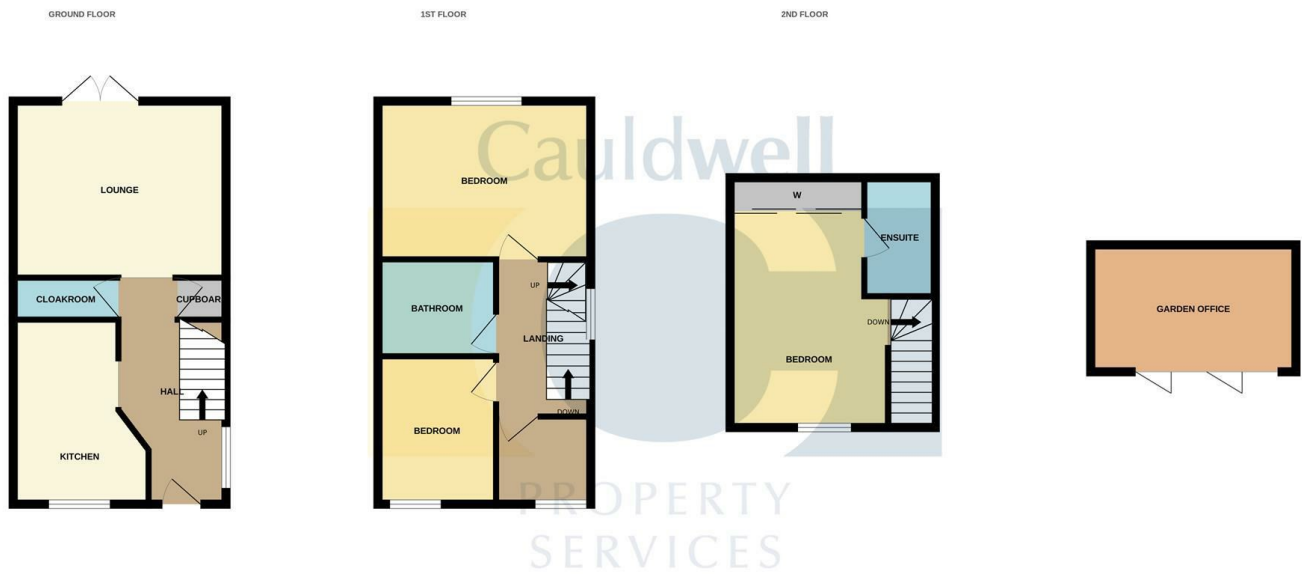 GROUND FLOOR
1ST FLOOR
2ND FLOOR
Cauldwell
LOUNGE
CLOAKROOM
CUPBOAR
HALL
UP
KITCHEN
BEDROOM
UP
BATHROOM
LANDING
DOWN
BEDROOM
W
ENSUITE
DOWN
BEDROOM
GARDEN OFFICE
PROPERTY
SERVICES